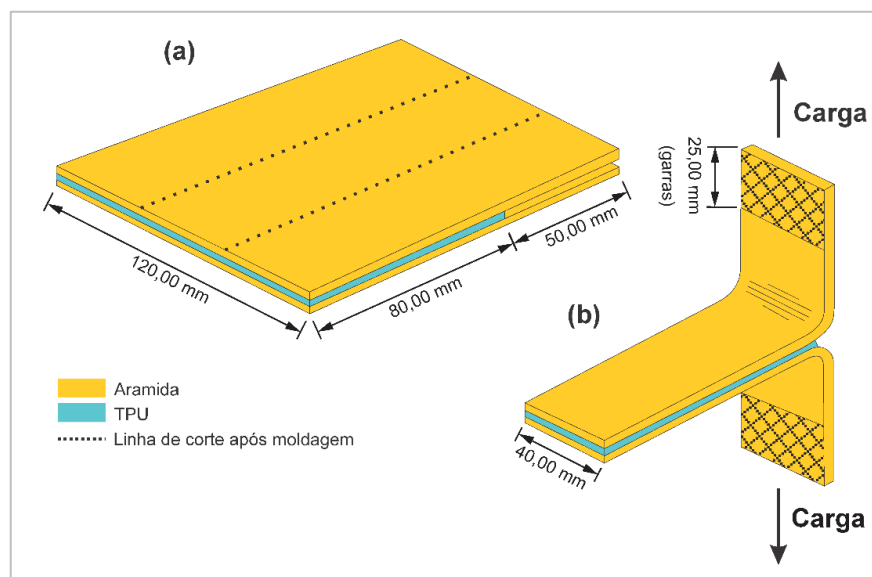 (a)
Carga
25,00 mm
(garras)
120,00 mm
80,00 mm
50,00 mm
(b)
Aramida
TPU
Linha de corte após moldagem
40,00 mm
Carga